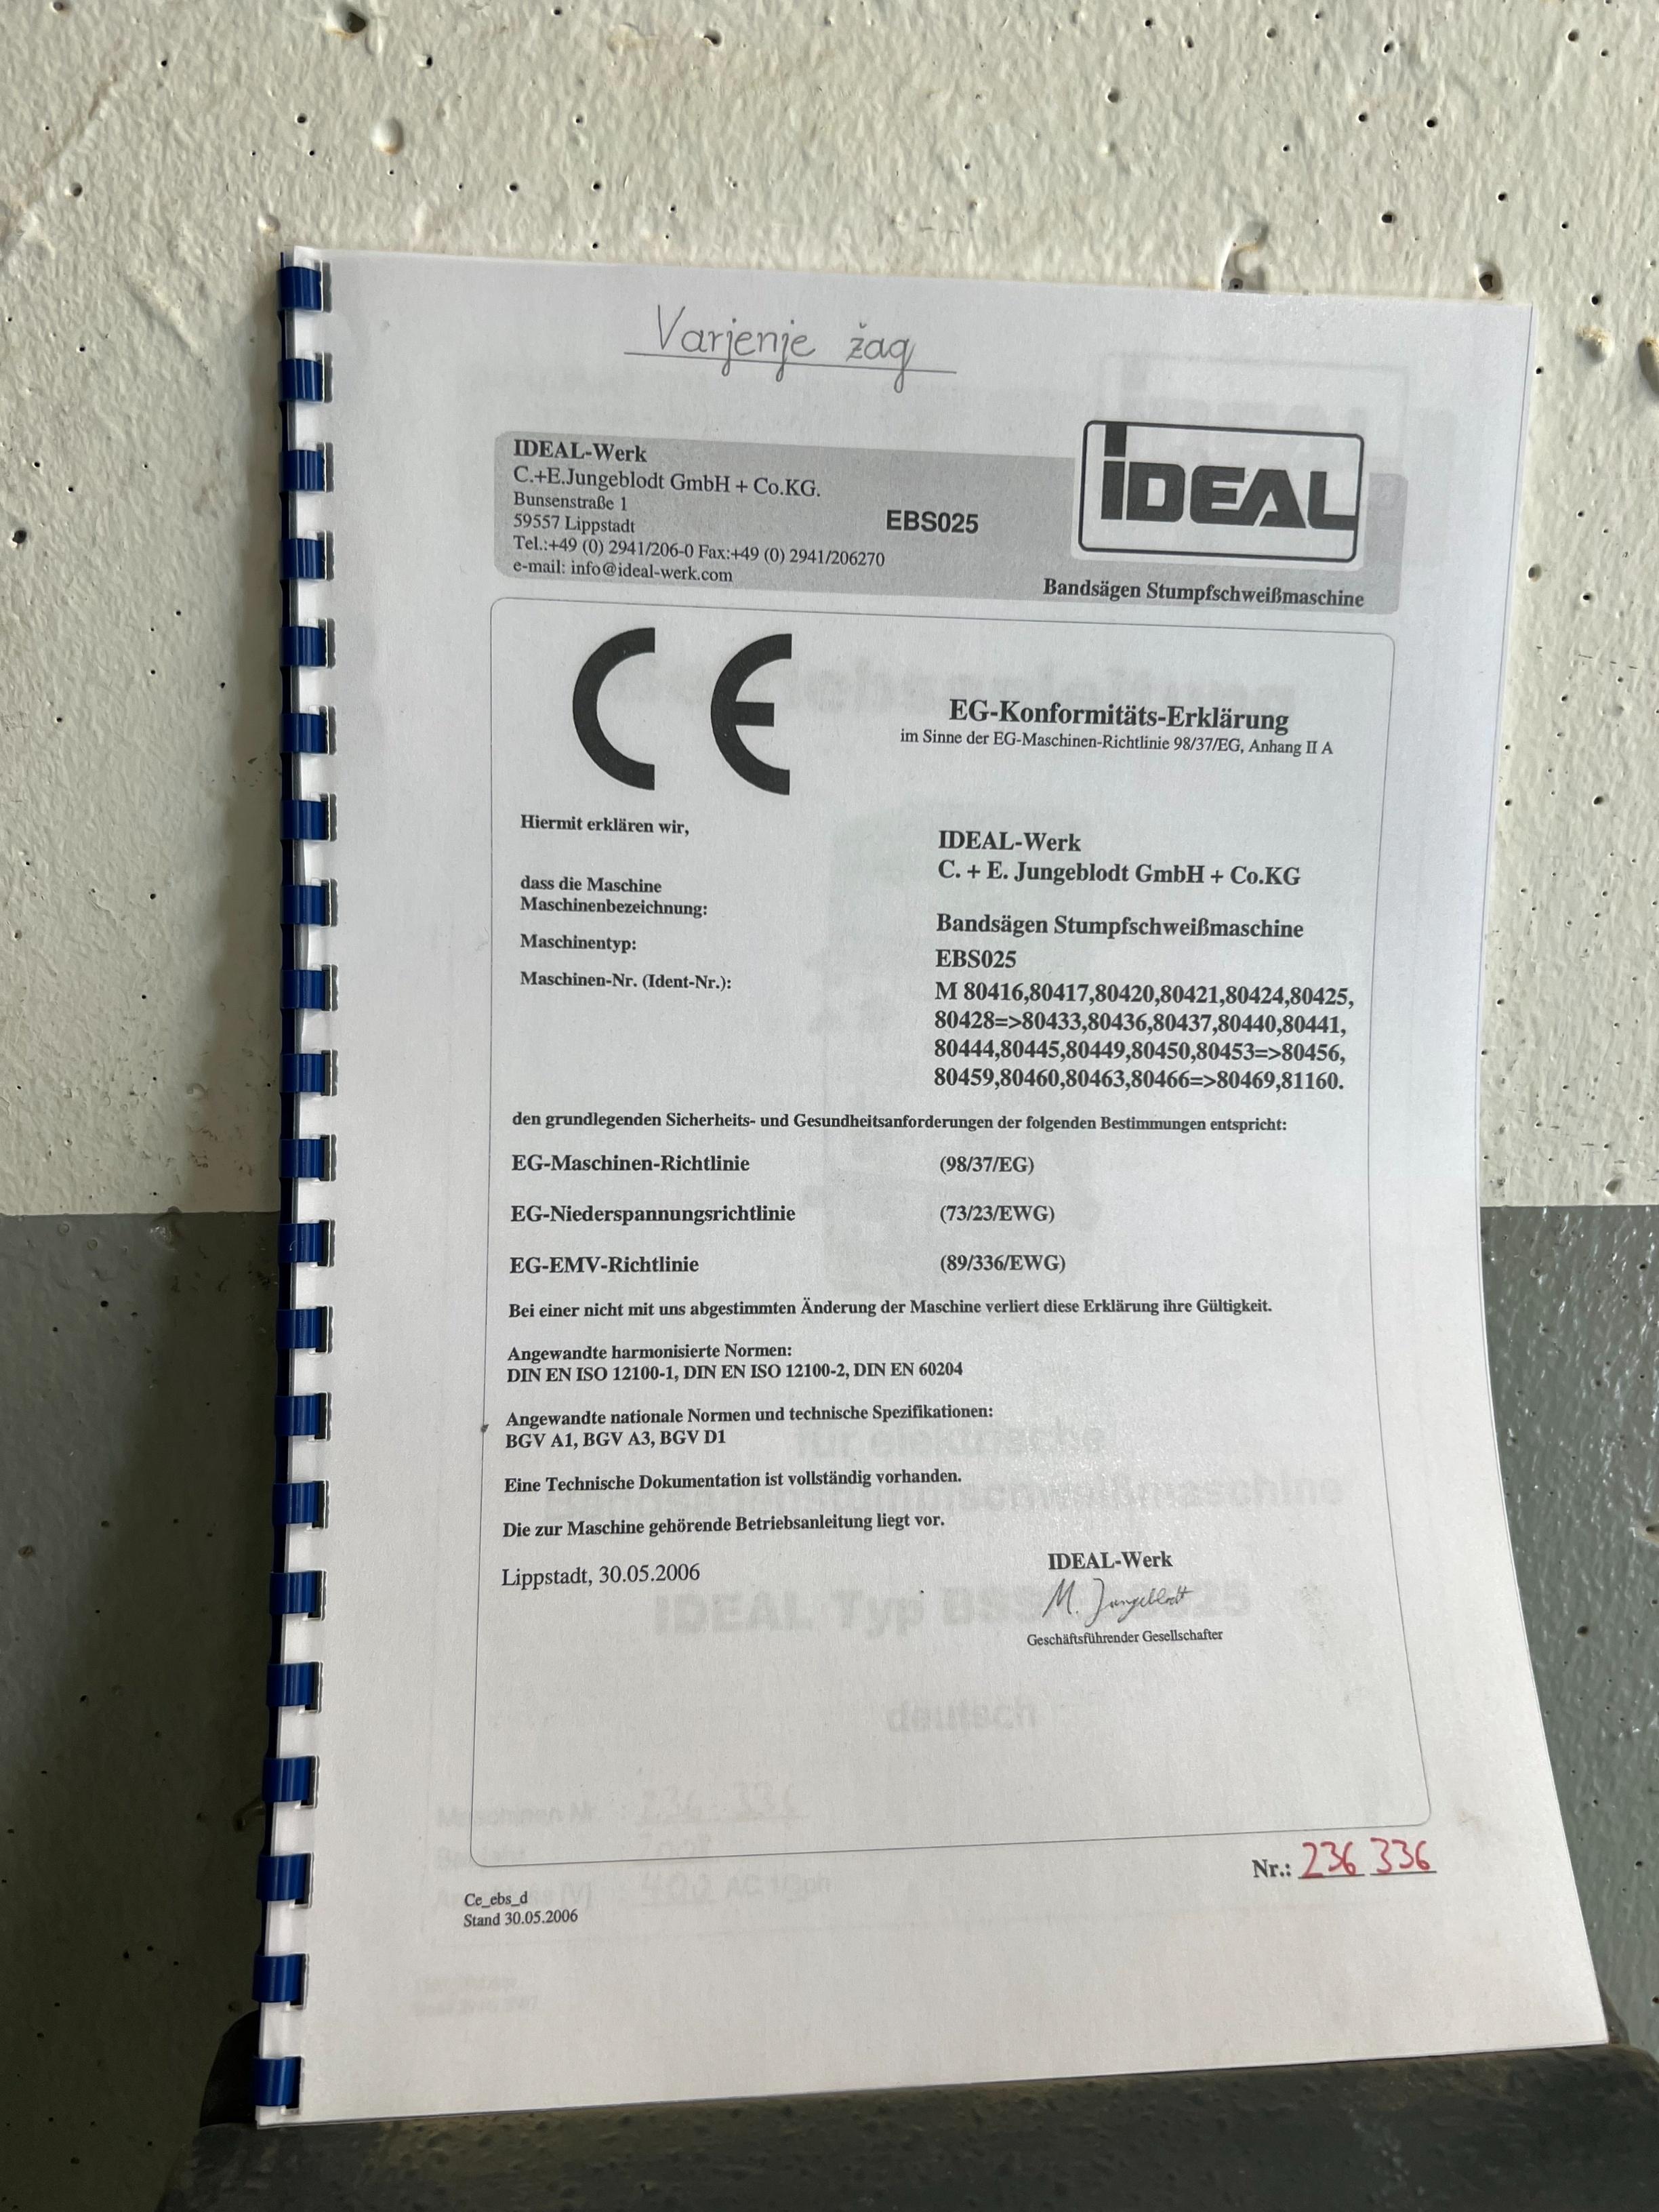 Varjenje žag
IDEAL-Werk
C.+E.Jungeblodt GmbH + Co.KG.
Bunsenstraße 1
59557 Lippstadt
Tel.:+49 (0) 2941/206-0 Fax:+49 (0) 2941/206270
e-mail: info@ideal-werk.com
EBS025
IDEAL
Bandsägen Stumpfschweißmaschine
CE
EG-Konformitäts-Erklärung
im Sinne der EG-Maschinen-Richtlinie 98/37/EG, Anhang II A
Hiermit erklären wir,
IDEAL-Werk
C. + E. Jungeblodt GmbH + Co.KG
dass die Maschine
Maschinenbezeichnung:
Bandsägen Stumpfschweißmaschine
Maschinentyp:
EBS025
Maschinen-Nr. (Ident-Nr.):
M 80416,80417,80420,80421,80424,80425,
80428=>80433,80436,80437,80440,80441,
80444,80445,80449,80450,80453=>80456,
80459,80460,80463,80466=>80469,81160.
den grundlegenden Sicherheits- und Gesundheitsanforderungen der folgenden Bestimmungen entspricht:
EG-Maschinen-Richtlinie (98/37/EG)
EG-Niederspannungsrichtlinie (73/23/EWG)
EG-EMV-Richtlinie (89/336/EWG)
Bei einer nicht mit uns abgestimmten Änderung der Maschine verliert diese Erklärung ihre Gültigkeit.
Angewandte harmonisierte Normen:
DIN EN ISO 12100-1, DIN EN ISO 12100-2, DIN EN 60204
Angewandte nationale Normen und technische Spezifikationen:
BGV A1, BGV A3, BGV D1
Eine Technische Dokumentation ist vollständig vorhanden.
Die zur Maschine gehörende Betriebsanleitung liegt vor.
Lippstadt, 30.05.2006
IDEAL-Werk
M. Jungeblodt
Geschäftsführender Gesellschafter
deutsch
Nr.: 236 336
Ce_ebs_d
Stand 30.05.2006